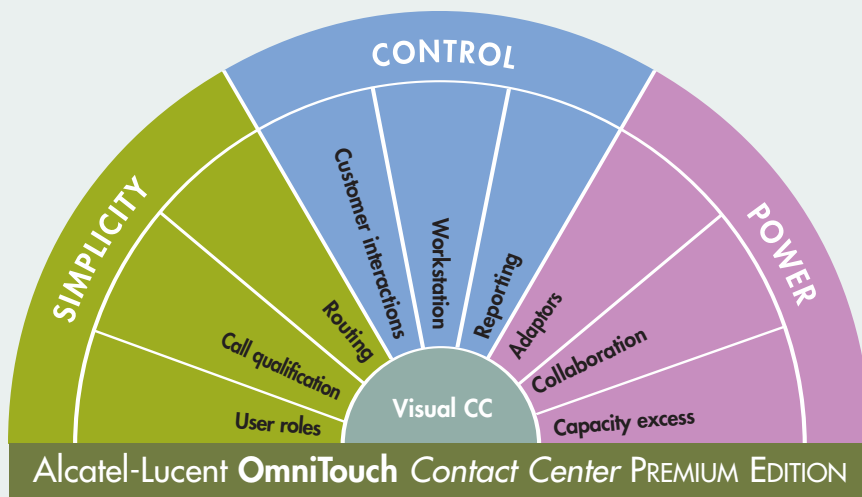 SIMPLICITY
CONTROL
POWER
User roles
Call qualification
Routing
Customer interactions
Workstation
Reporting
Adaptors
Collaboration
Capacity excess
Visual CC
Alcatel-Lucent OmniTouch Contact Center PREMIUM EDITION